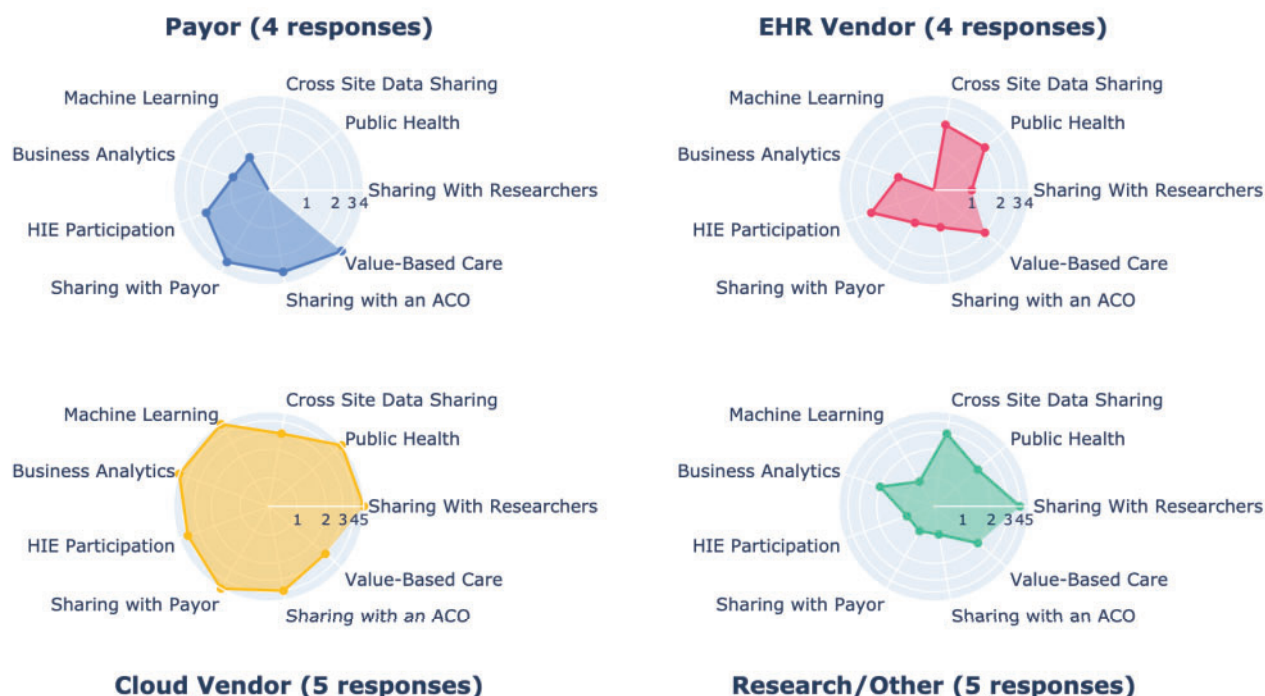 Payor (4 responses)
Cross Site Data Sharing
Machine Learning
Public Health
Business Analytics
Sharing With Researchers
1 2 3 4
HIE Participation
Value-Based Care
Sharing with Payor
Sharing with an ACO
EHR Vendor (4 responses)
Cross Site Data Sharing
Machine Learning
Public Health
Business Analytics
Sharing With Researchers
1 2 3 4
HIE Participation
Value-Based Care
Sharing with Payor
Sharing with an ACO
Cross Site Data Sharing
Machine Learning
Public Health
Business Analytics
Sharing With Researchers
1 2 3 4 5
HIE Participation
Value-Based Care
Sharing with Payor
Sharing with an ACO
Cloud Vendor (5 responses)
Cross Site Data Sharing
Machine Learning
Public Health
Business Analytics
Sharing With Researchers
1 2 3 4 5
HIE Participation
Value-Based Care
Sharing with Payor
Sharing with an ACO
Research/Other (5 responses)